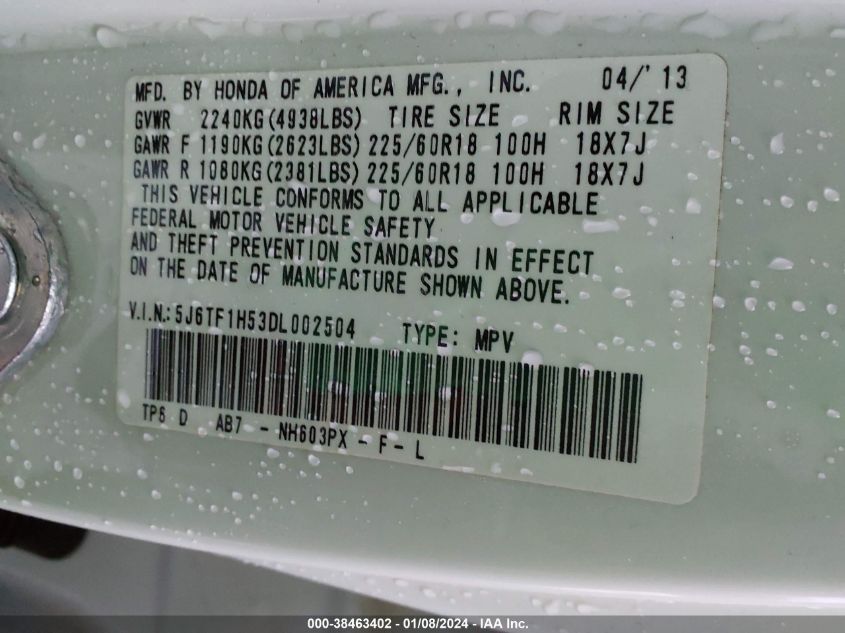 MFD. BY HONDA OF AMERICA MFG., INC. 04/'13
GVWR 2240KG(4938LBS) TIRE SIZE RIM SIZE
GAWR F 1190KG(2623LBS) 225/60R18 100H 18X7J
GAWR R 1080KG(2381LBS) 225/60R18 100H 18X7J
THIS VEHICLE CONFORMS TO ALL APPLICABLE
FEDERAL MOTOR VEHICLE SAFETY
AND THEFT PREVENTION STANDARDS IN EFFECT
ON THE DATE OF MANUFACTURE SHOWN ABOVE.
V.I.N.: 5J6TF1H53DL002504 TYPE: MPV
TP6 D AB7 - NH603PX - F - L
000-38463402 - 01/08/2024 - IAA Inc.